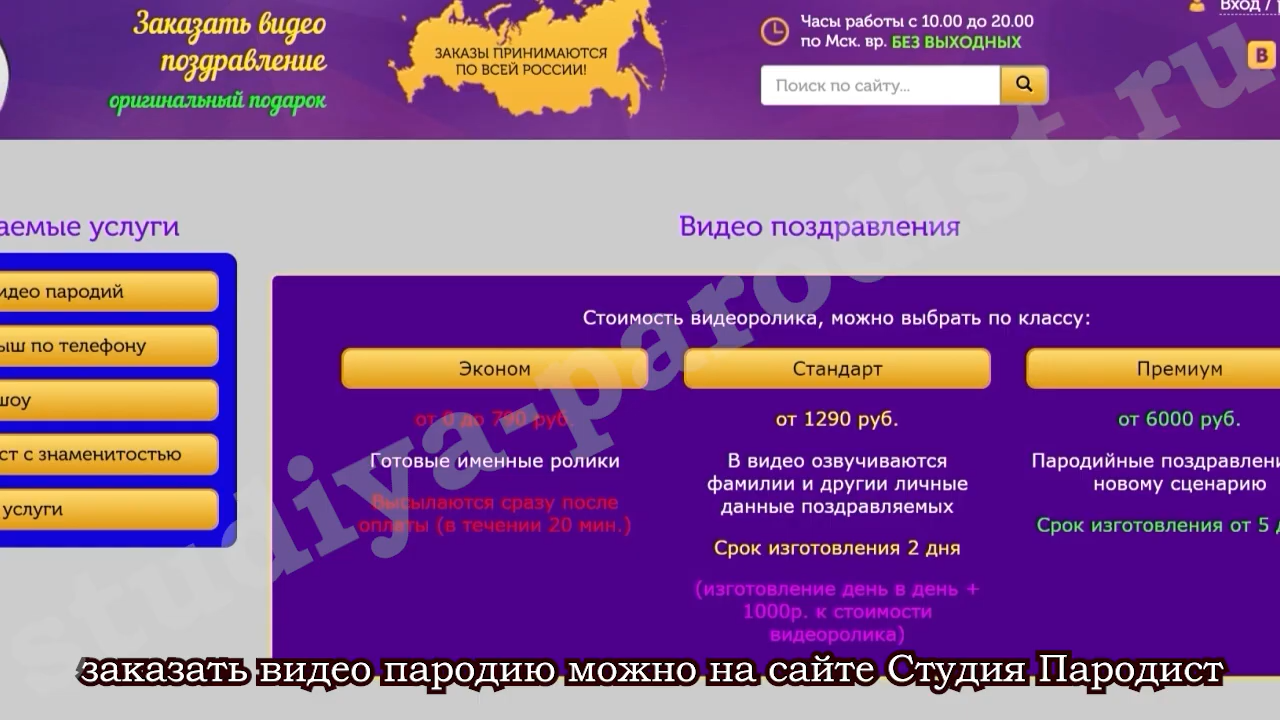 Заказать видео
поздравление
оригинальный подарок
ЗАКАЗЫ ПРИНИМАЮТСЯ
ПО ВСЕЙ РОССИИ!
Часы работы с 10.00 до 20.00
по Мск. вр. БЕЗ ВЫХОДНЫХ
Поиск по сайту...
Вход /
В
аемые услуги
Видео поздравления
идео пародий
ыш по телефону
шоу
ст с знаменитостью
услуги
Стоимость видеоролика, можно выбрать по классу:
Эконом
от 0 до 790 руб.
Готовые именные ролики
Высылаются сразу после
оплаты (в течении 20 мин.)
Стандарт
от 1290 руб.
В видео озвучиваются
фамилии и другии личные
данные поздравляемых
Срок изготовления 2 дня
(изготовление день в день +
1000р. к стоимости
видеоролика)
Премиум
от 6000 руб.
Пародийные поздравлен
новому сценарию
Срок изготовления от 5
studiya-parodist.ru
заказать видео пародию можно на сайте Студия Пародист